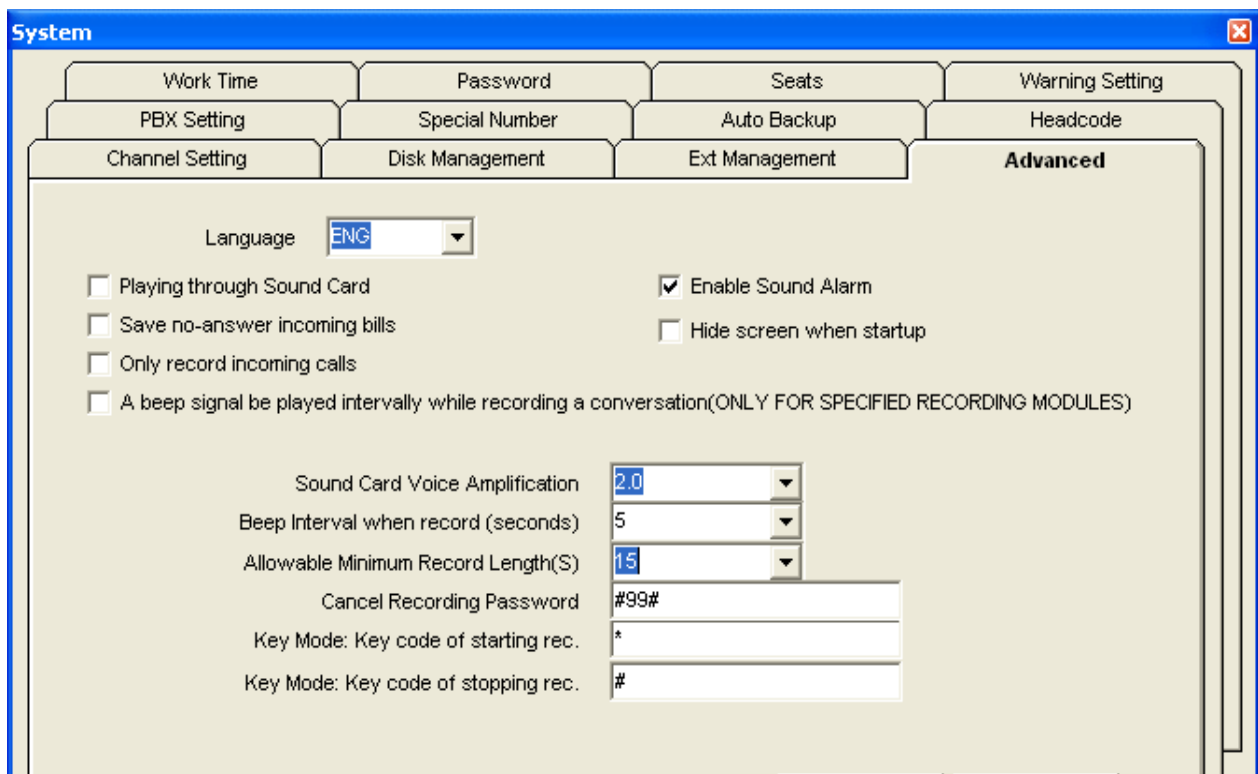 System
Work Time Password Seats Warning Setting
PBX Setting Special Number Auto Backup Headcode
Channel Setting Disk Management Ext Management Advanced
Language ENG
Playing through Sound Card Enable Sound Alarm
Save no-answer incoming bills Hide screen when startup
Only record incoming calls
A beep signal be played intervally while recording a conversation(ONLY FOR SPECIFIED RECORDING MODULES)
Sound Card Voice Amplification 2.0
Beep Interval when record (seconds) 5
Allowable Minimum Record Length(S) 15
Cancel Recording Password #99#
Key Mode: Key code of starting rec. *
Key Mode: Key code of stopping rec. #